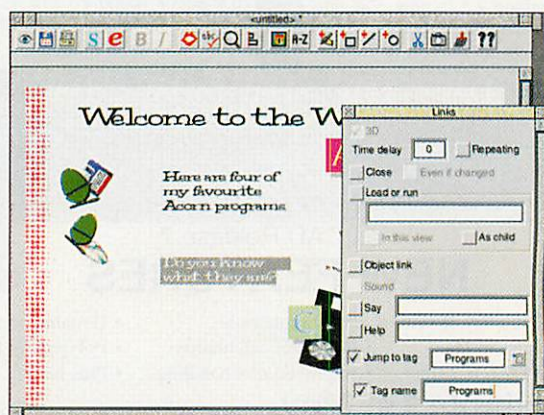 <untitled> *
S e B I A-Z ??
Welcome to the W
Here are four of
my favourite
Acorn programs
Do you know
what they are?
Links
3D
Time delay 0 Repeating
Close Even if changed
Load or run
In this view As child
Object link
Sound
Say
Help
Jump to tag Programs
Tag name Programs